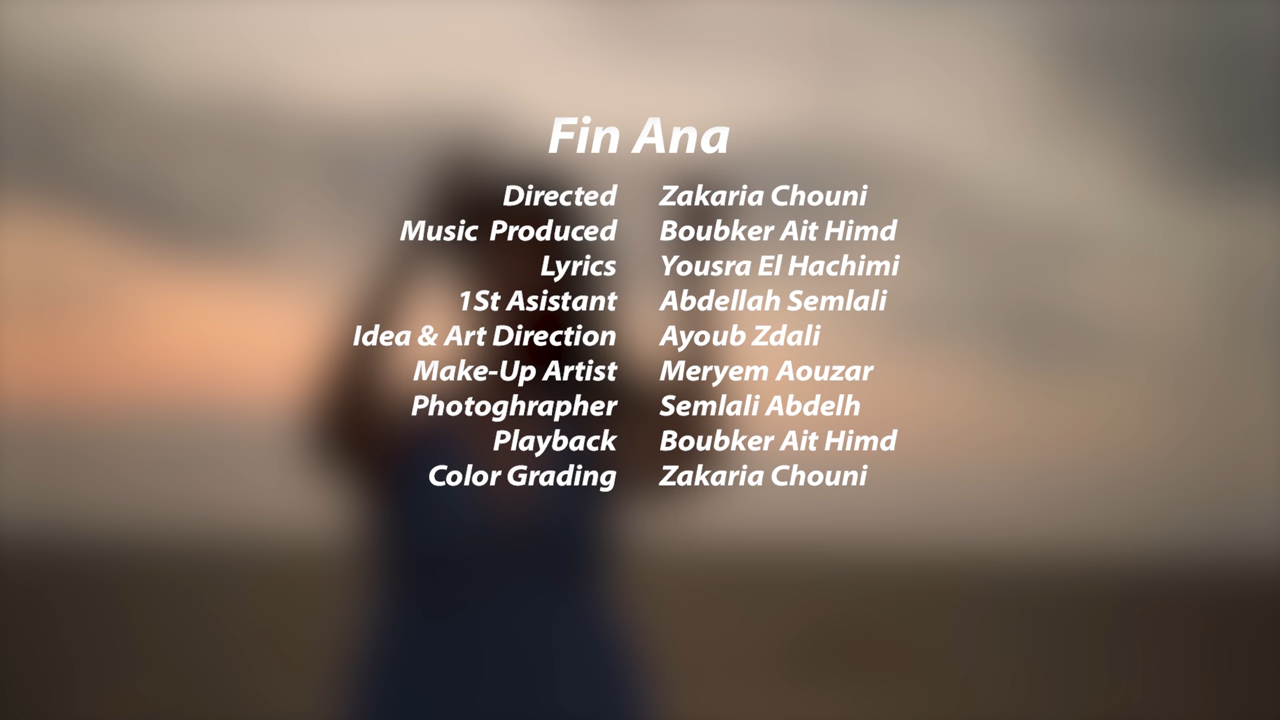 Fin Ana
Directed Zakaria Chouni
Music Produced Boubker Ait Himd
Lyrics Yousra El Hachimi
1St Asistant Abdellah Semlali
Idea & Art Direction Ayoub Zdali
Make-Up Artist Meryem Aouzar
Photoghrapher Semlali Abdelh
Playback Boubker Ait Himd
Color Grading Zakaria Chouni